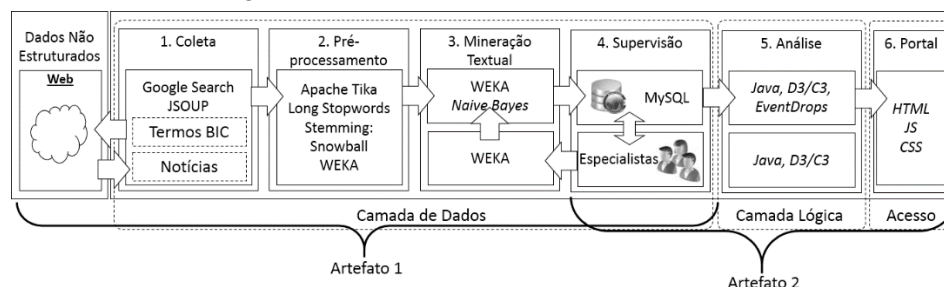 Dados Não
Estruturados
Web
1. Coleta
Google Search
JSOUP
Termos BIC
Notícias
2. Pré-
processamento
Apache Tika
Long Stopwords
Stemming:
Snowball
WEKA
3. Mineração
Textual
WEKA
Naive Bayes
WEKA
4. Supervisão
MySQL
Especialistas
5. Análise
Java, D3/C3,
EventDrops
Java, D3/C3
6. Portal
HTML
JS
CSS
Camada de Dados
Camada Lógica
Acesso
Artefato 1
Artefato 2